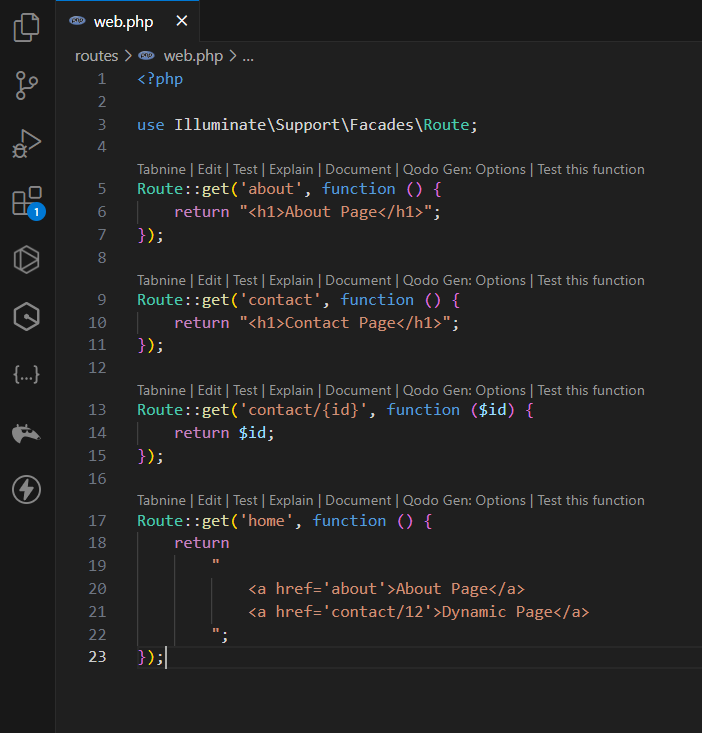 web.php ×
routes > web.php > ...
1 <?php
2
3 use Illuminate\Support\Facades\Route;
4
Tabnine | Edit | Test | Explain | Document | Qodo Gen: Options | Test this function
5 Route::get('about', function () {
6     return "<h1>About Page</h1>";
7 });
8
Tabnine | Edit | Test | Explain | Document | Qodo Gen: Options | Test this function
9 Route::get('contact', function () {
10     return "<h1>Contact Page</h1>";
11 });
12
Tabnine | Edit | Test | Explain | Document | Qodo Gen: Options | Test this function
13 Route::get('contact/{id}', function ($id) {
14     return $id;
15 });
16
Tabnine | Edit | Test | Explain | Document | Qodo Gen: Options | Test this function
17 Route::get('home', function () {
18     return
19         "
20             <a href='about'>About Page</a>
21             <a href='contact/12'>Dynamic Page</a>
22         ";
23 });
1
{...}